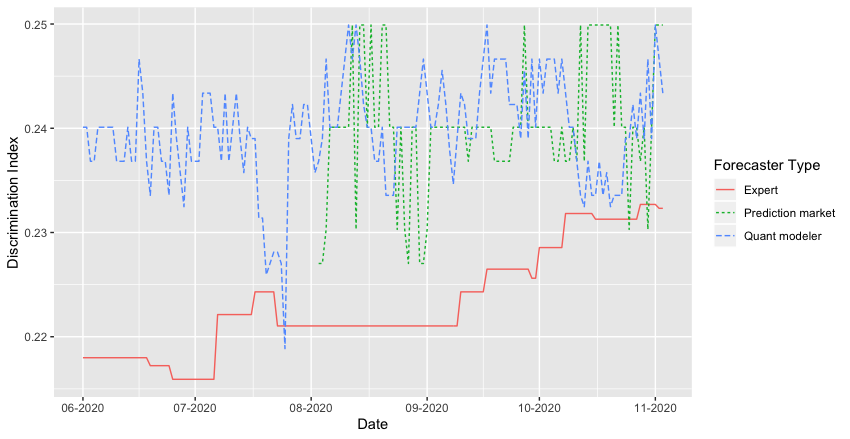 0.25
0.24
0.23
0.22
Discrimination Index
06-2020
07-2020
08-2020
09-2020
10-2020
11-2020
Date
Forecaster Type
Expert
Prediction market
Quant modeler